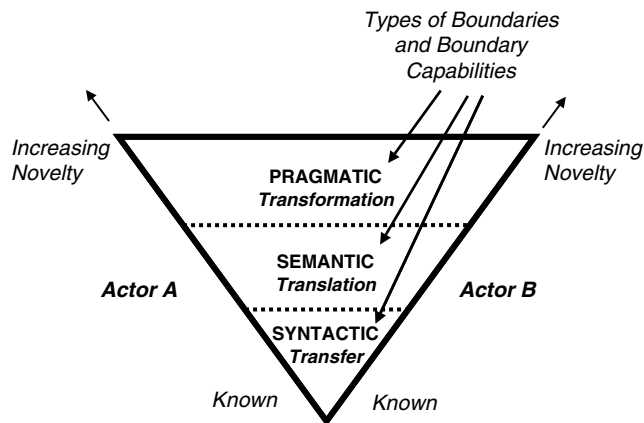 Types of Boundaries
and Boundary
Capabilities
Increasing
Novelty
Increasing
Novelty
PRAGMATIC
Transformation
SEMANTIC
Translation
Actor A
Actor B
SYNTACTIC
Transfer
Known
Known